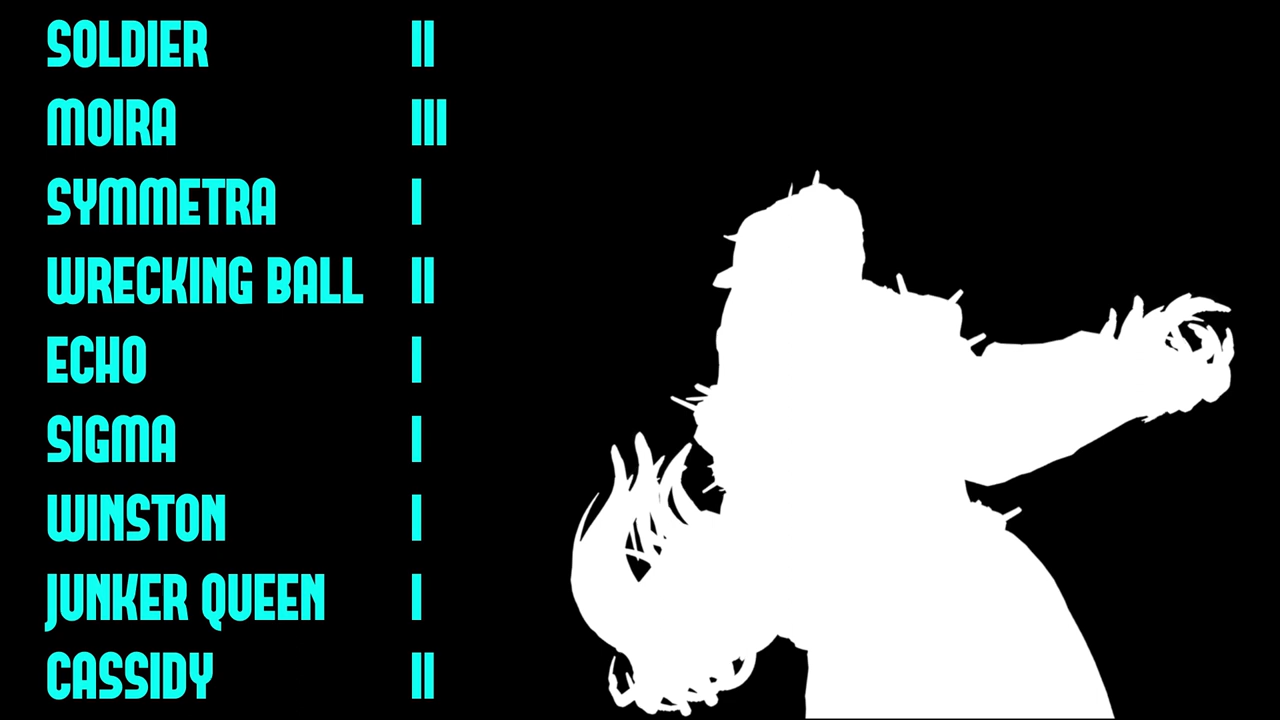 SOLDIER II
MOIRA III
SYMMETRA I
WRECKING BALL II
ECHO I
SIGMA I
WINSTON I
JUNKER QUEEN I
CASSIDY II